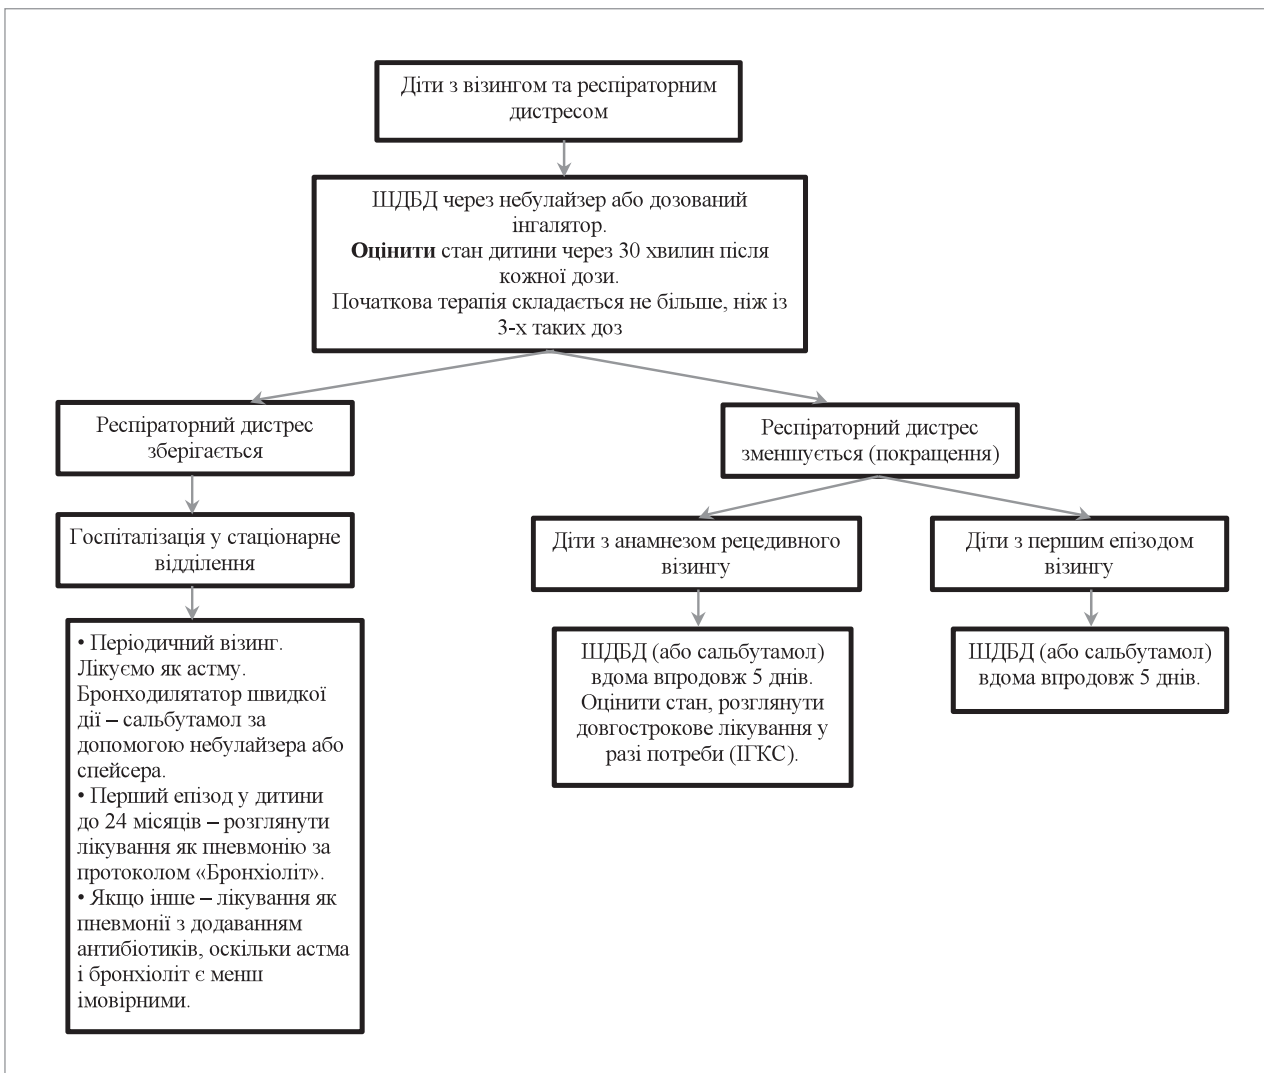 Діти з візингом та респіраторним
дистресом
ШДБД через небулайзер або дозований
інгалятор.
Оцінити стан дитини через 30 хвилин після
кожної дози.
Початкова терапія складається не більше, ніж із
3-х таких доз
Респіраторний дистрес
зберігається
Респіраторний дистрес
зменшується (покращення)
Госпіталізація у стаціонарне
відділення
Діти з анамнезом рецедивного
візингу
Діти з першим епізодом
візингу
• Періодичний візинг.
Лікуємо як астму.
Бронходилятатор швидкої
дії – сальбутамол за
допомогою небулайзера або
спейсера.
• Перший епізод у дитини
до 24 місяців – розглянути
лікування як пневмонію за
протоколом «Бронхіоліт».
• Якщо інше – лікування як
пневмонії з додаванням
антибіотиків, оскільки астма
і бронхіоліт є менш
імовірними.
ШДБД (або сальбутамол)
вдома впродовж 5 днів.
Оцінити стан, розглянути
довгострокове лікування у
разі потреби (ІГКС).
ШДБД (або сальбутамол)
вдома впродовж 5 днів.